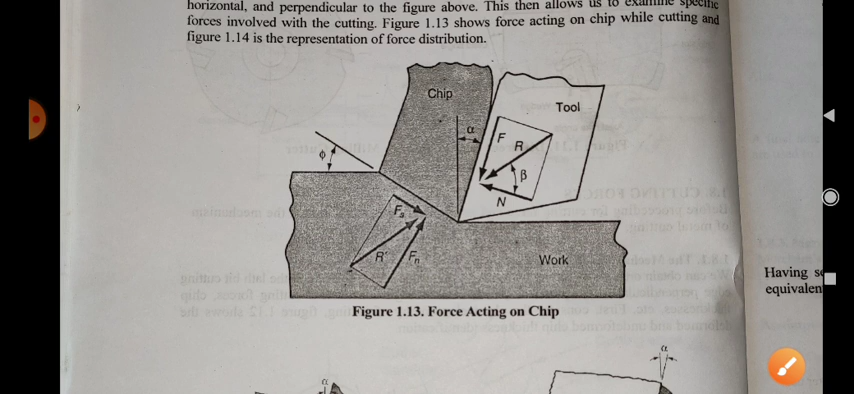 horizontal, and perpendicular to the figure above. This then allows us to examine specific
forces involved with the cutting. Figure 1.13 shows force acting on chip while cutting and
figure 1.14 is the representation of force distribution.
Chip
Tool
α
F
R
ϕ
β
N
Fs
R'
Fn
Work
Having
equivalen
Figure 1.13. Force Acting on Chip
α
α